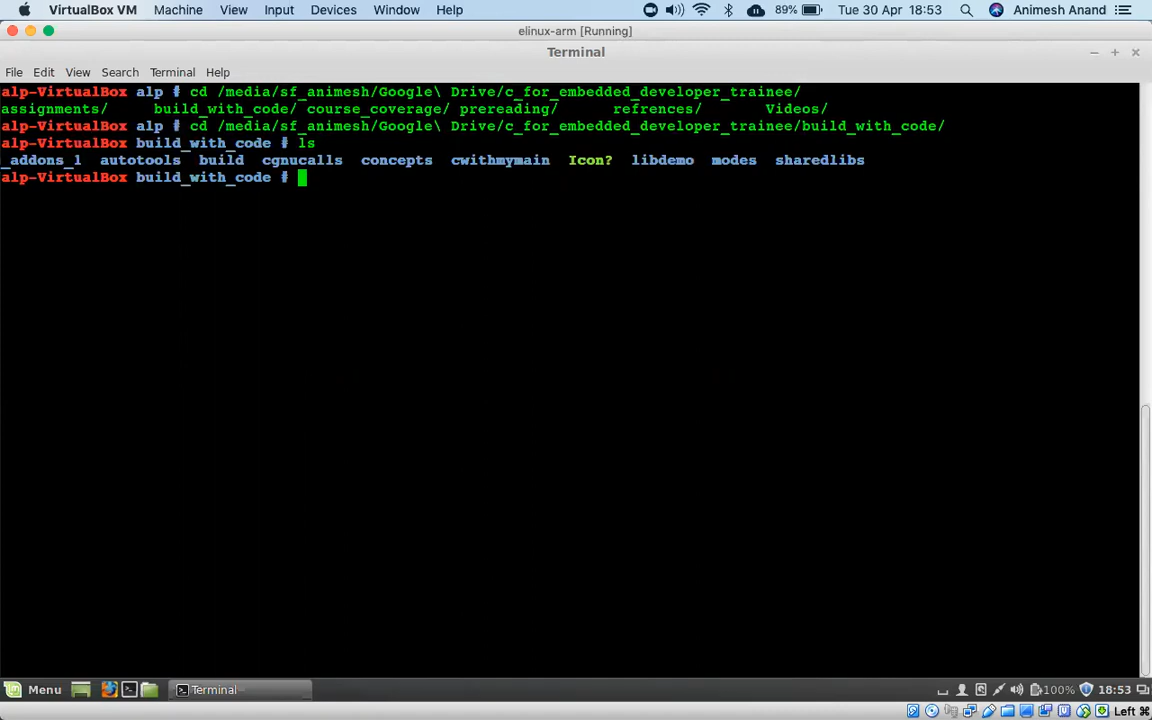 VirtualBox VM Machine View Input Devices Window Help 89% Tue 30 Apr 18:53 Animesh Anand
elinux-arm [Running]
Terminal
File Edit View Search Terminal Help
alp-VirtualBox alp # cd /media/sf_animesh/Google\ Drive/c_for_embedded_developer_trainee/
assignments/ build_with_code/ course_coverage/ prereading/ refrences/ Videos/
alp-VirtualBox alp # cd /media/sf_animesh/Google\ Drive/c_for_embedded_developer_trainee/build_with_code/
alp-VirtualBox build_with_code # ls
_addons_1 autotools build cgnucalls concepts cwithmymain Icon? libdemo modes sharedlibs
alp-VirtualBox build_with_code #
Menu Terminal 100% 18:53
Left ⌘